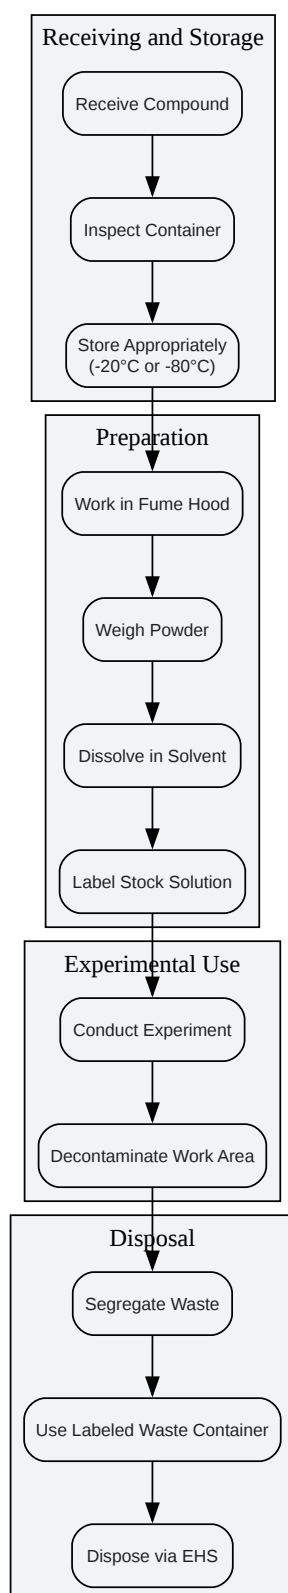 Receiving and Storage
Receive Compound
Inspect Container
Store Appropriately
(-20°C or -80°C)
Preparation
Work in Fume Hood
Weigh Powder
Dissolve in Solvent
Label Stock Solution
Experimental Use
Conduct Experiment
Decontaminate Work Area
Disposal
Segregate Waste
Use Labeled Waste Container
Dispose via EHS